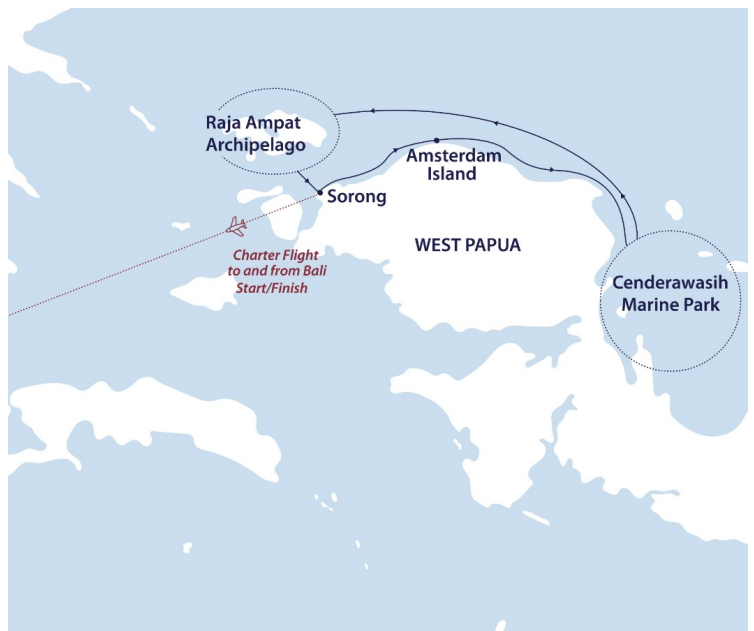 Raja Ampat
Archipelago
Amsterdam
Island
Sorong
WEST PAPUA
Charter Flight
to and from Bali
Start/Finish
Cenderawasih
Marine Park